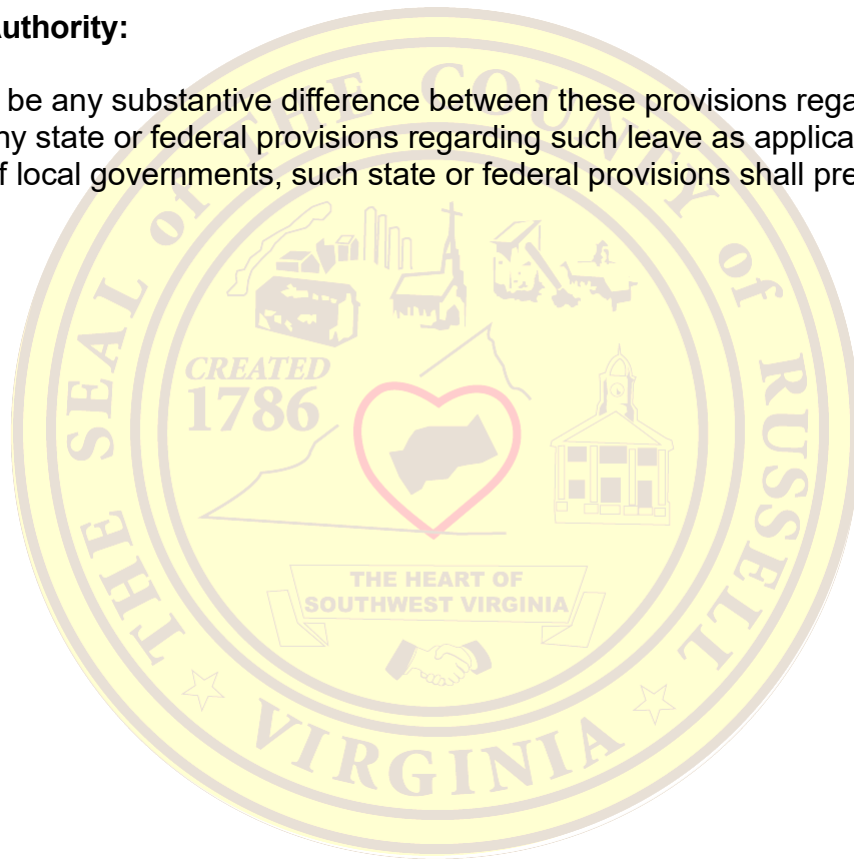 uthority:
be any substantive difference between these provisions rega
ny state or federal provisions regarding such leave as applica
f local governments, such state or federal provisions shall pre
THE SEAL of THE COUNTY of RUSSELL
CREATED
1786
THE HEART OF
SOUTHWEST VIRGINIA
VIRGINIA